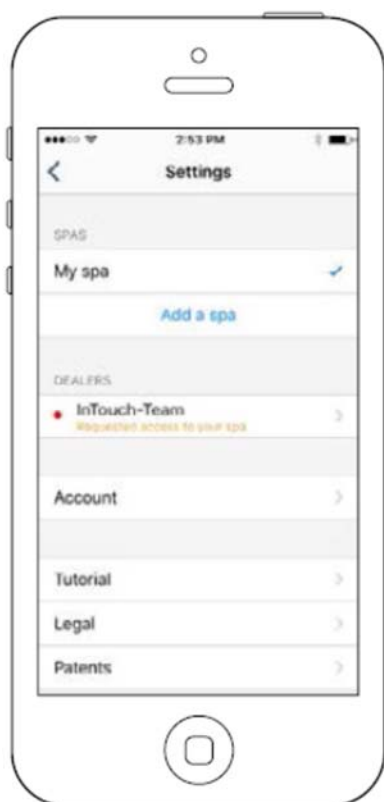 2:53 PM
Settings
SPAS
My spa
Add a spa
DEALERS
InTouch-Team
Requested access to your spa
Account
Tutorial
Legal
Patents